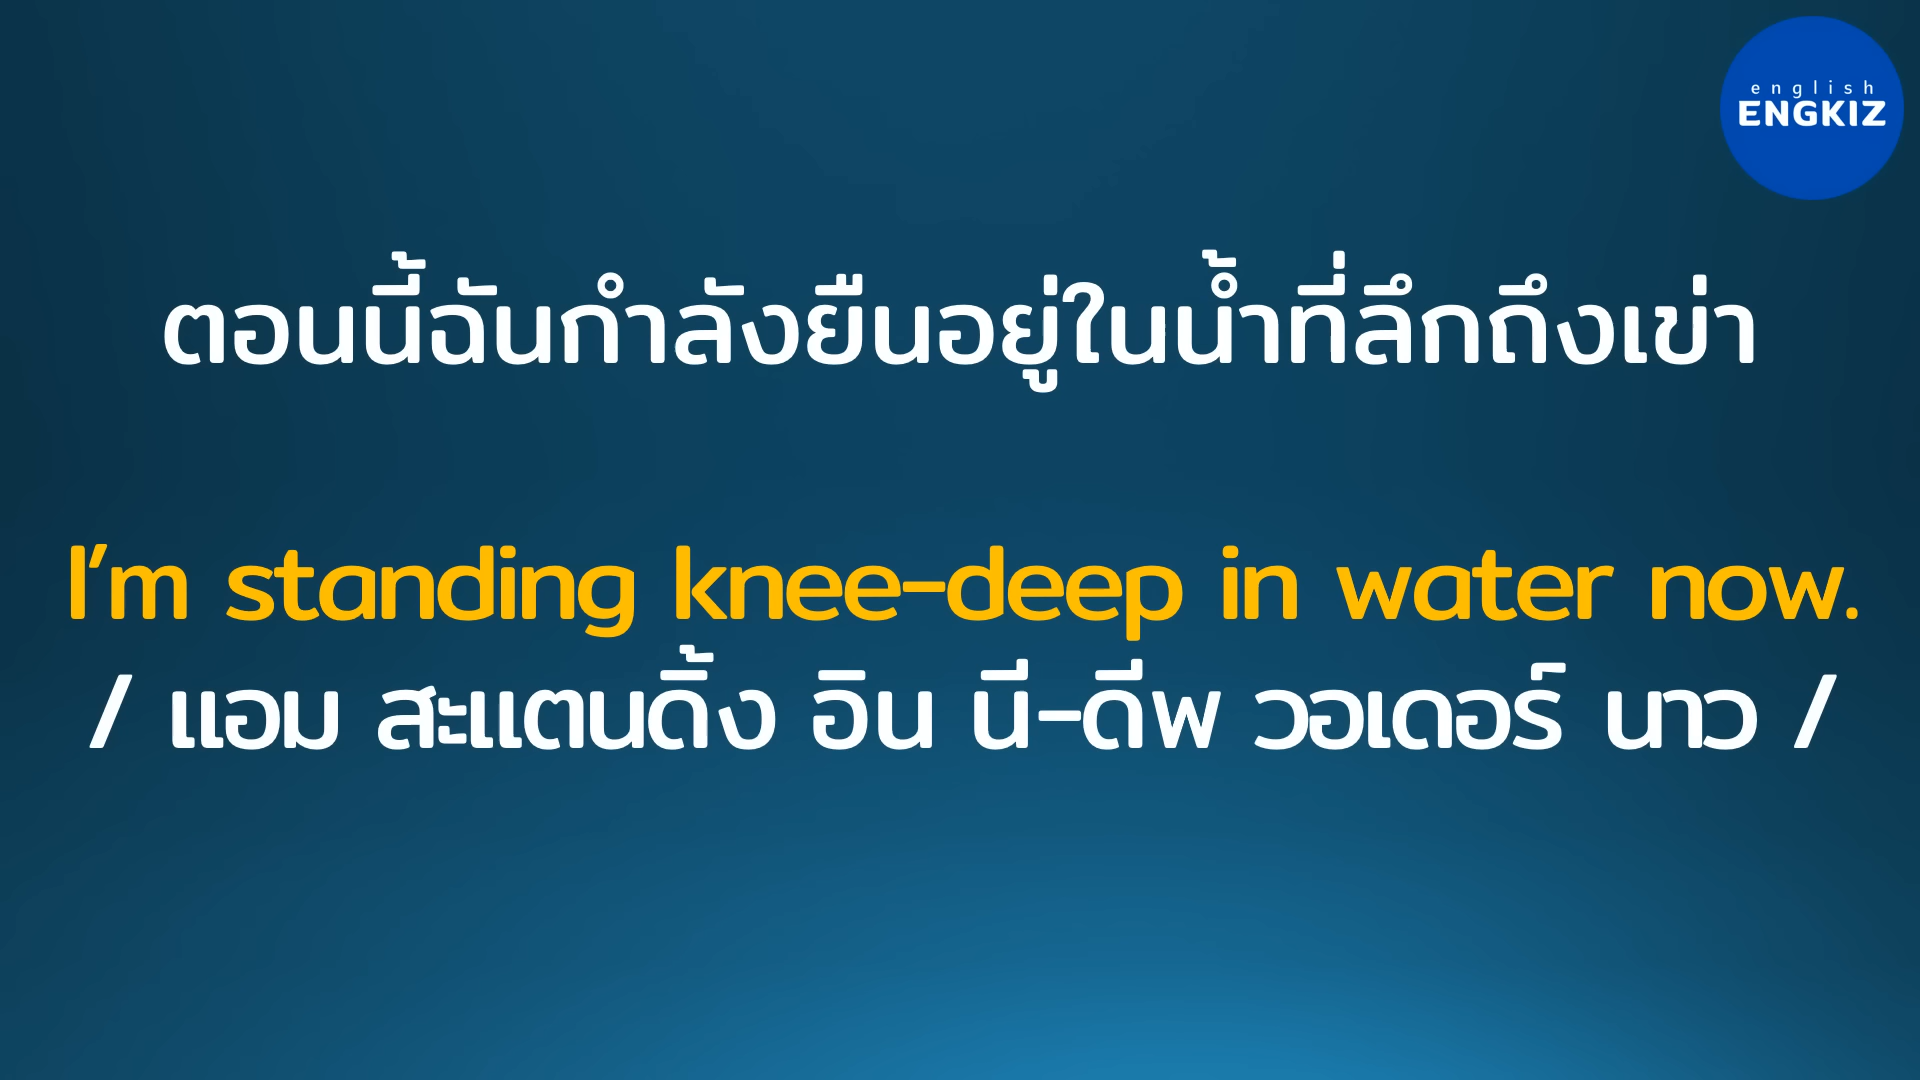 english
ENGKIZ
ตอนนี้ฉันกำลังยืนอยู่ในน้ำที่ลึกถึงเข่า
I'm standing knee-deep in water now.
/ แอม สะแตนดิ้ง อิน นี-ดีพ วอเดอร์ นาว /